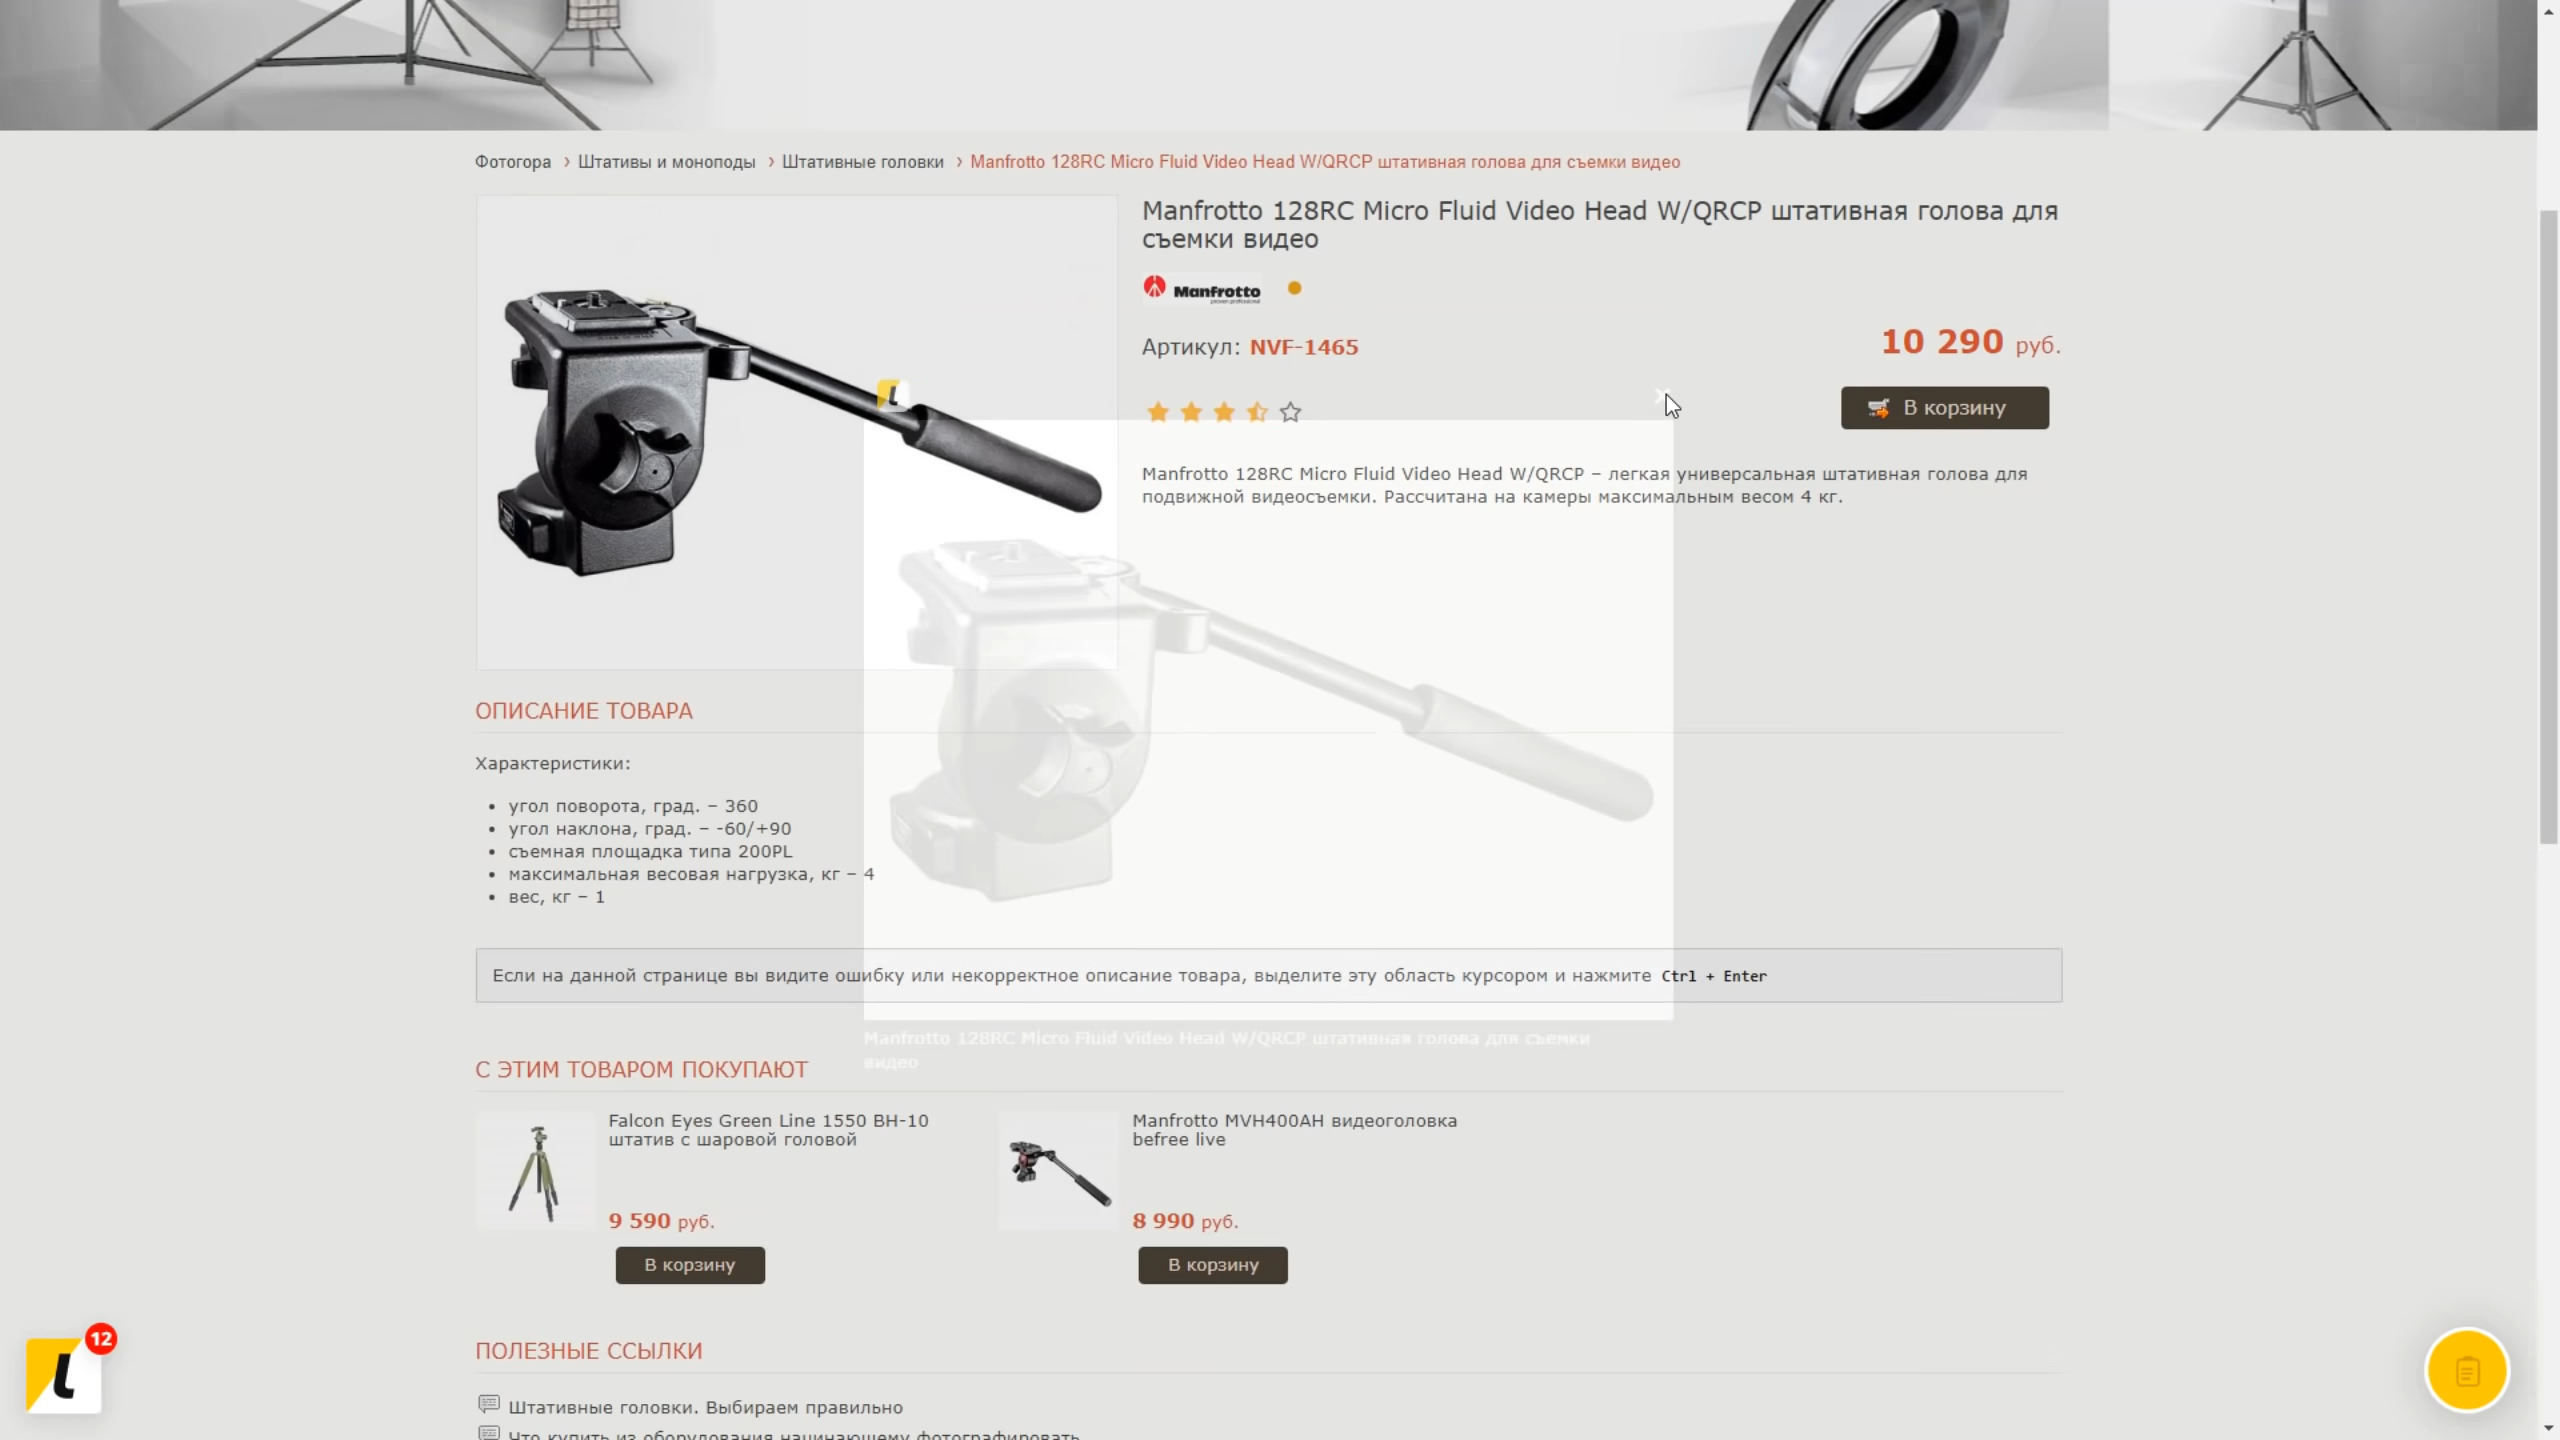 Фотогора › Штативы и моноподы › Штативные головки › Manfrotto 128RC Micro Fluid Video Head W/QRCP штативная голова для съемки видео
Manfrotto 128RC Micro Fluid Video Head W/QRCP штативная голова для
съемки видео
Manfrotto
Артикул: NVF-1465
10 290 руб.
В корзину
Manfrotto 128RC Micro Fluid Video Head W/QRCP – легкая универсальная штативная голова для
подвижной видеосъемки. Рассчитана на камеры максимальным весом 4 кг.
ОПИСАНИЕ ТОВАРА
Характеристики:
• угол поворота, град. – 360
• угол наклона, град. – -60/+90
• съемная площадка типа 200PL
• максимальная весовая нагрузка, кг – 4
• вес, кг – 1
Если на данной странице вы видите ошибку или некорректное описание товара, выделите эту область курсором и нажмите Ctrl + Enter
Manfrotto 128RC Micro Fluid Video Head W/QRCP штативная голова для съемки
видео
С ЭТИМ ТОВАРОМ ПОКУПАЮТ
Falcon Eyes Green Line 1550 BH-10
штатив с шаровой головой
9 590 руб.
В корзину
Manfrotto MVH400AH видеоголовка
befree live
8 990 руб.
В корзину
ПОЛЕЗНЫЕ ССЫЛКИ
Штативные головки. Выбираем правильно
Что купить из оборудования начинающему фотографировать
12